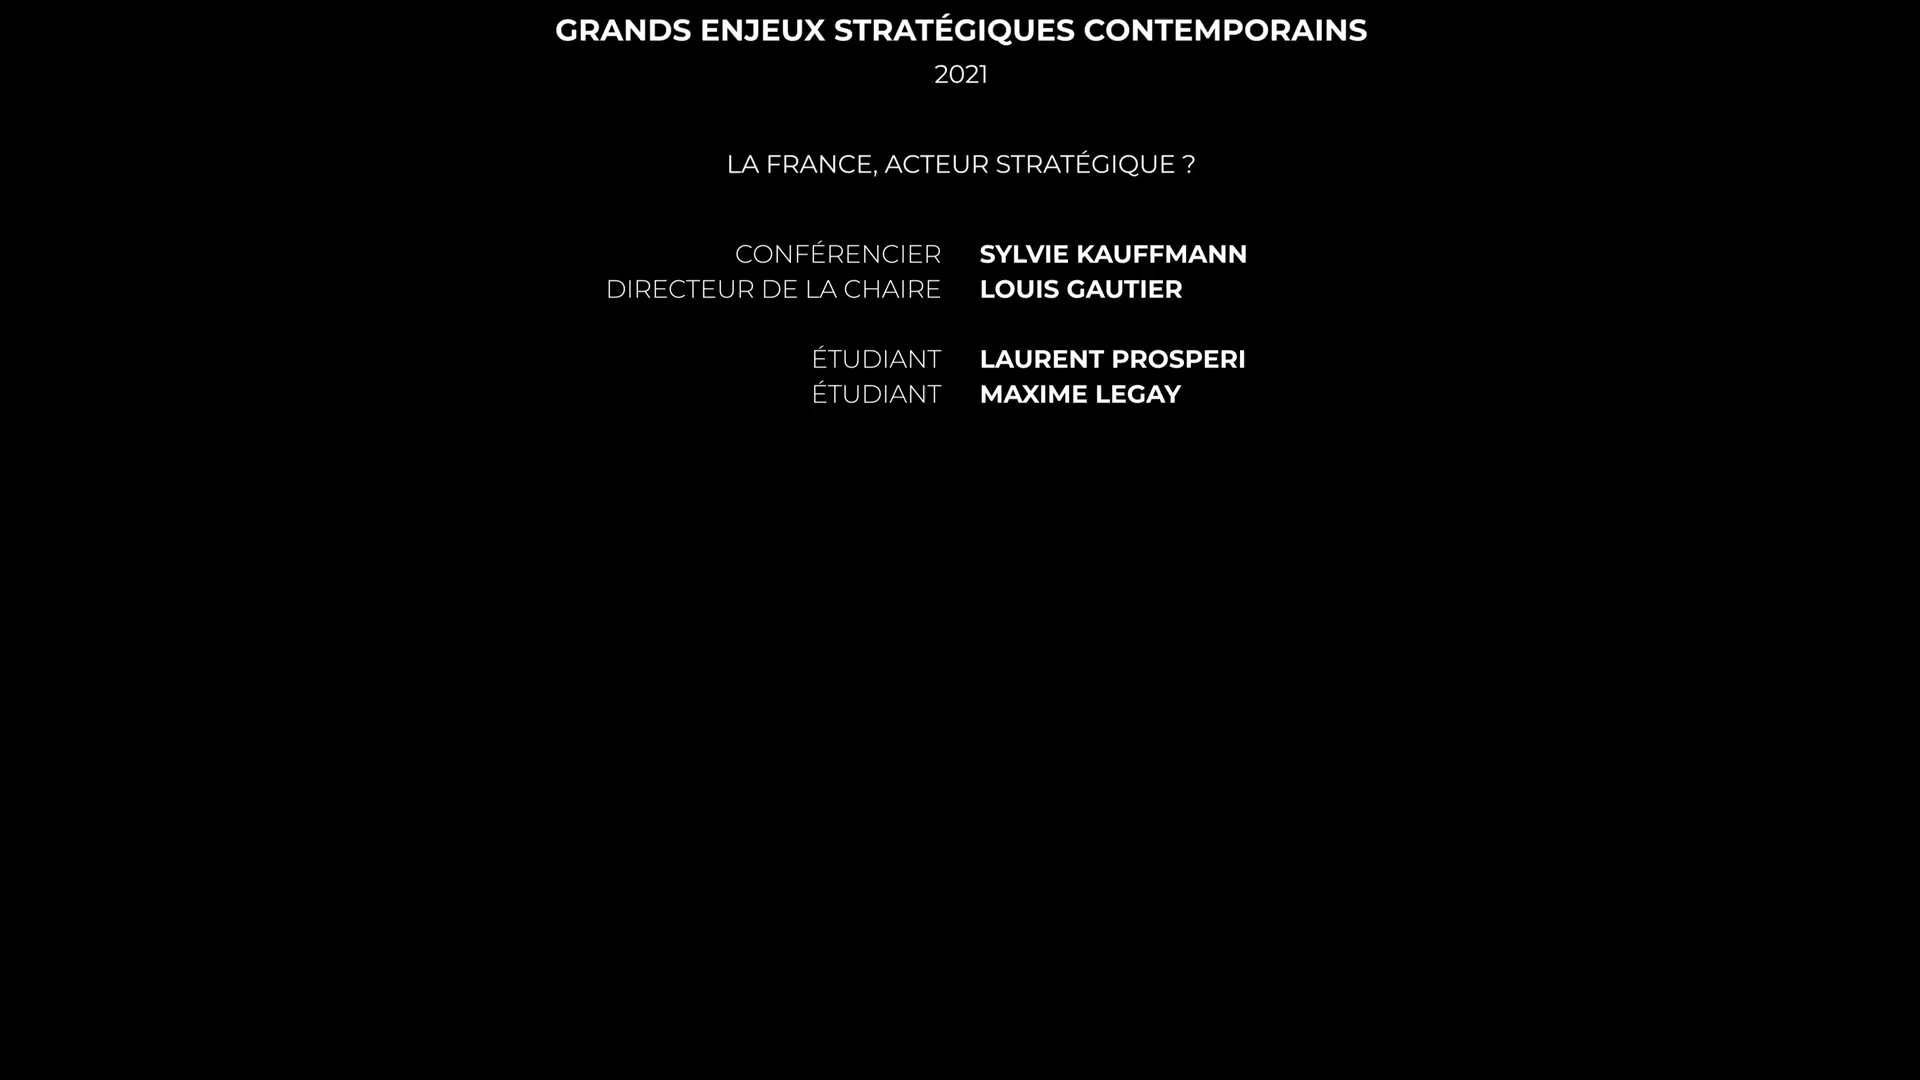 GRANDS ENJEUX STRATÉGIQUES CONTEMPORAINS
2021
LA FRANCE, ACTEUR STRATÉGIQUE ?
CONFÉRENCIER SYLVIE KAUFFMANN
DIRECTEUR DE LA CHAIRE LOUIS GAUTIER
ÉTUDIANT LAURENT PROSPERI
ÉTUDIANT MAXIME LEGAY